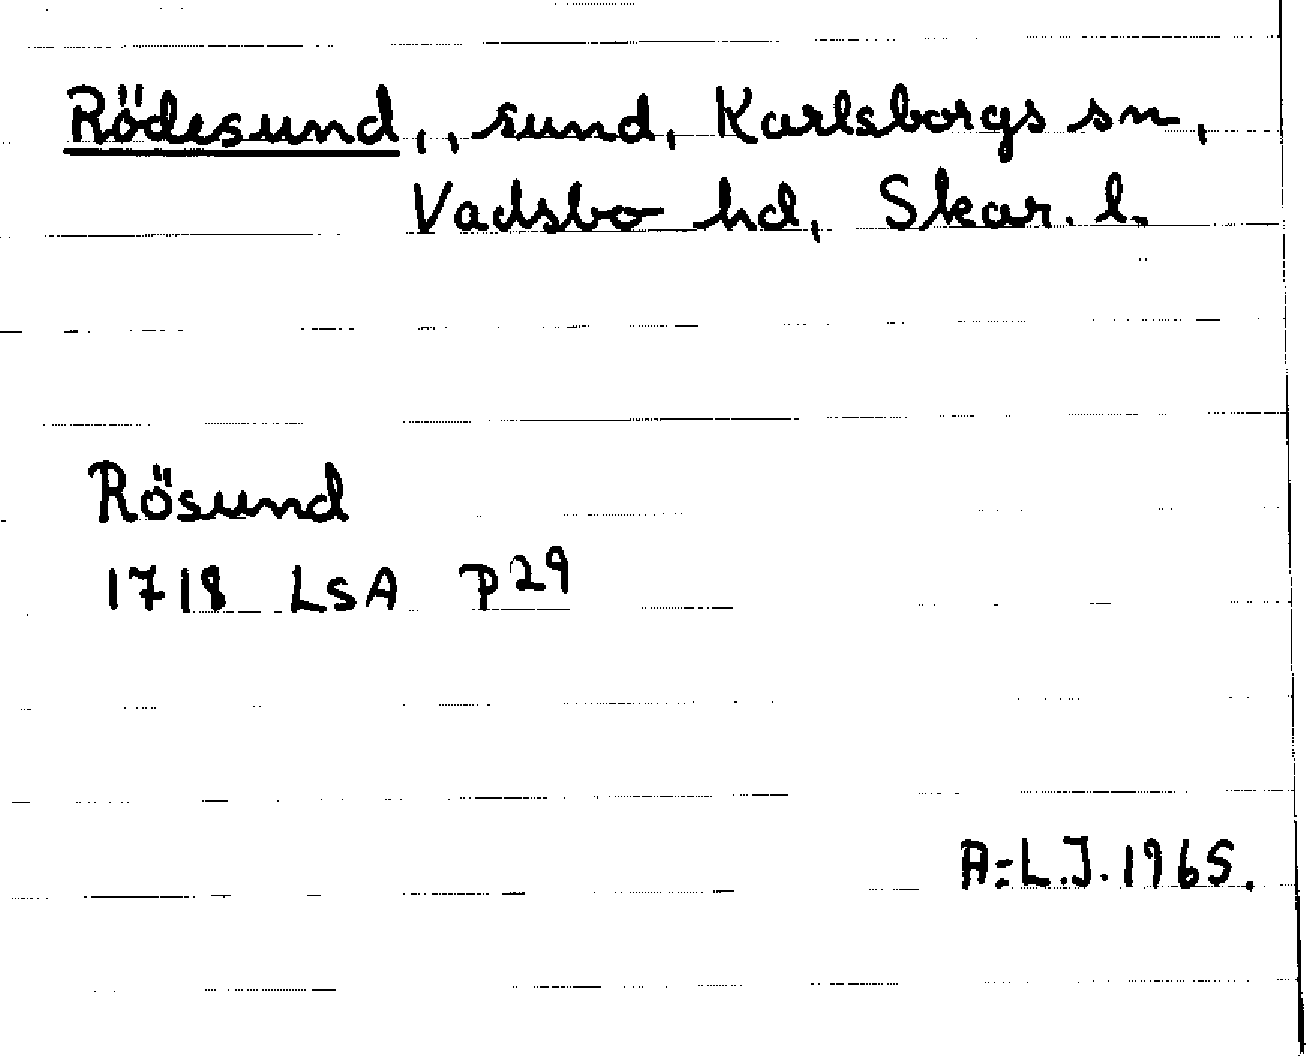 Rödesund,, sund, Karlsborgs sn,
Vadsbo hd, Skar. l.
Rösund
1718 LSA P29
A-L.J. 1965.